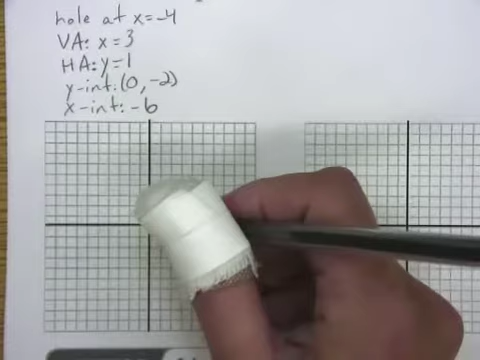 hole at x=-4
VA: x=3
HA: y=1
y-int: (0, -2)
x-int: -6